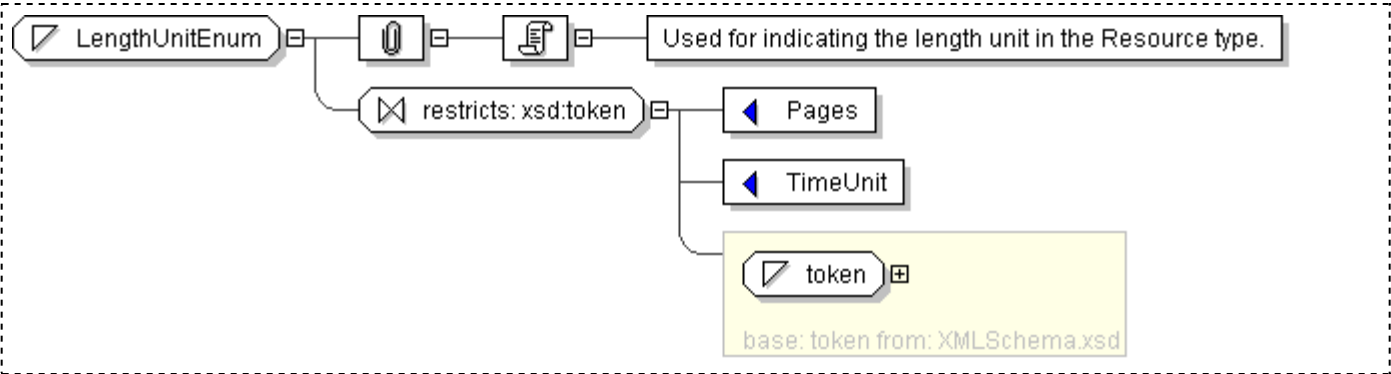 LengthUnitEnum
Used for indicating the length unit in the Resource type.
restricts: xsd:token
Pages
TimeUnit
token
base: token from: XMLSchema.xsd